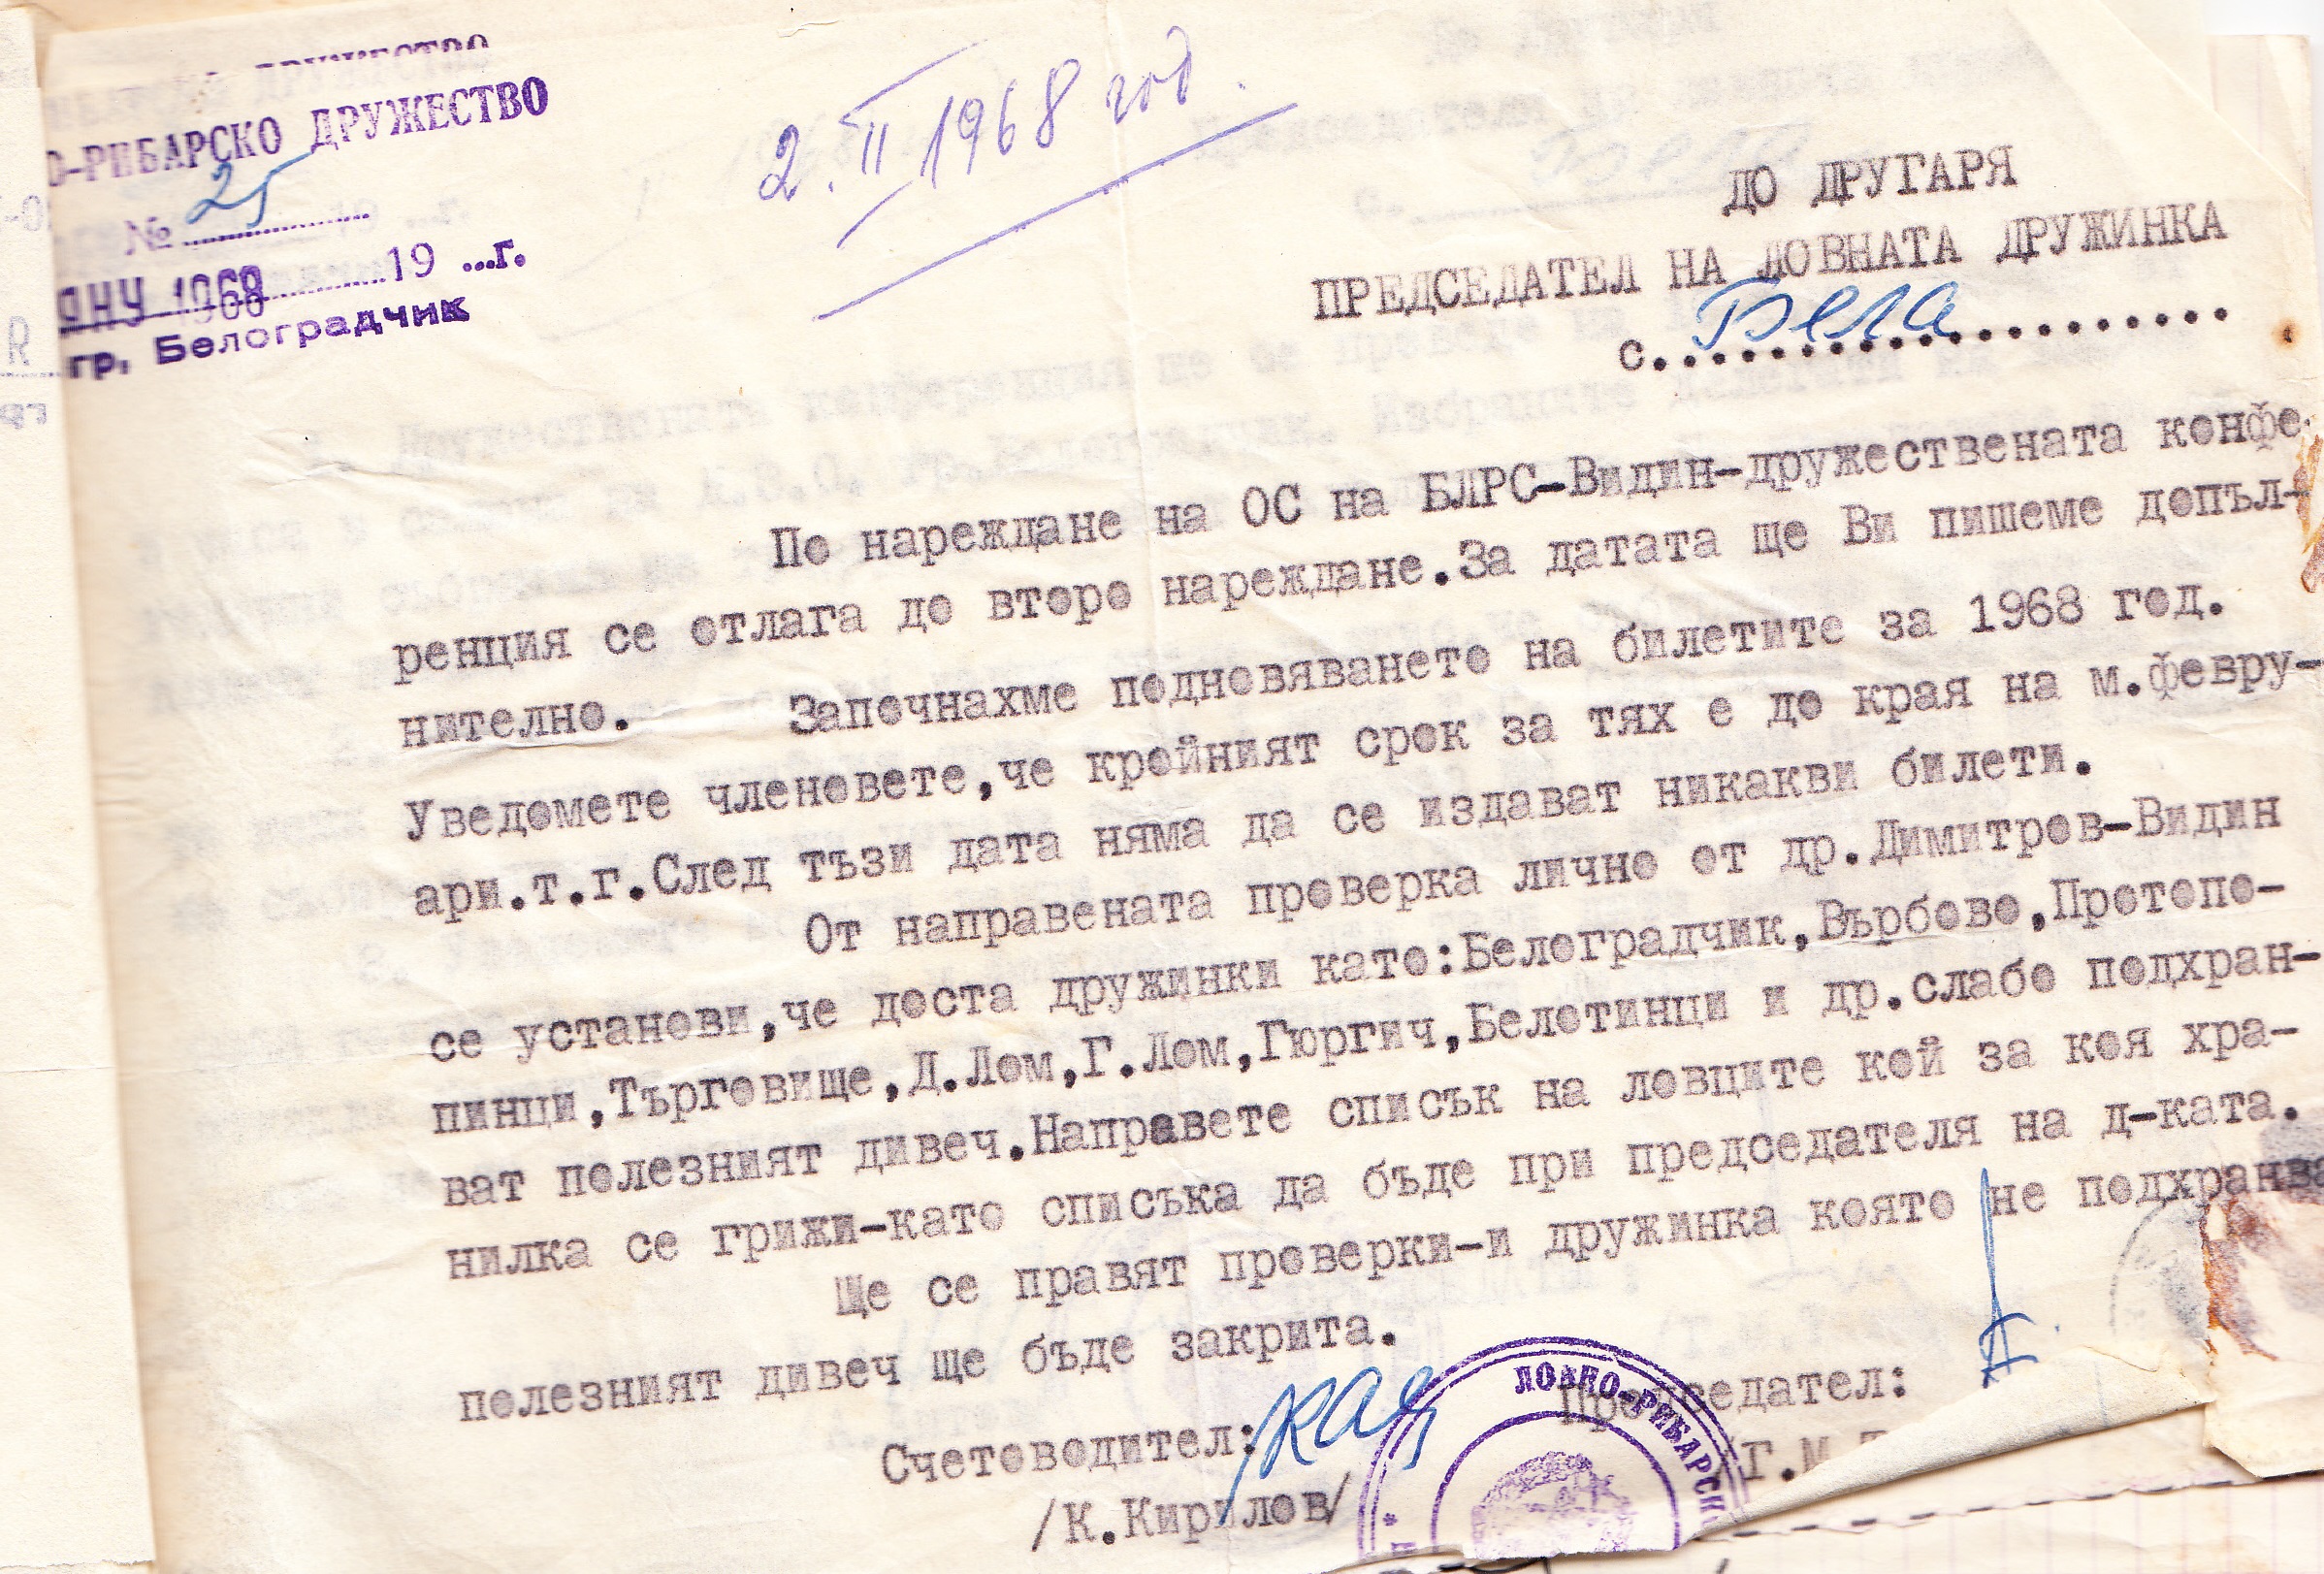 О-РИБАРСКО ДРУЖЕСТВО
№ 25
ЯНУ 1968 19 ...г.
гр. Белоградчик
2.II 1968 год.
ДО ДРУГАРЯ
ПРЕДСЕДАТЕЛ НА ЛОВНАТА ДРУЖИНКА
с. Бела
По нареждане на ОС на БЛРС-Видин-дружествената конфе-
ренция се отлага до второ нареждане.За датата ще Ви пишеме допъл-
нително.
Започнахме подновяването на билетите за 1968 год.
Уведомете членовете,че кройният срок за тях е до края на м.февру-
ари.т.г.След тъзи дата няма да се издават никакви билети.
От направената проверка лично от др.Димитров-Видин
се установи,че доста дружинки като:Белоградчик,Върбово,Протопо-
пинци,Търговище,Д.Лом,Г.Лом,Гюргич,Белотинци и др.слабо подхран-
ват полезният дивеч.Направете списък на ловците кой за коя хра-
нилка се грижи-като списъка да бъде при председателя на д-ката.
Ще се правят проверки-и дружинка която не подхранва
полезният дивеч ще бъде закрита.
Счетоводител:
Председател:
/К.Кирилов/
Г.М.
ЛОВНО-РИБАРСК